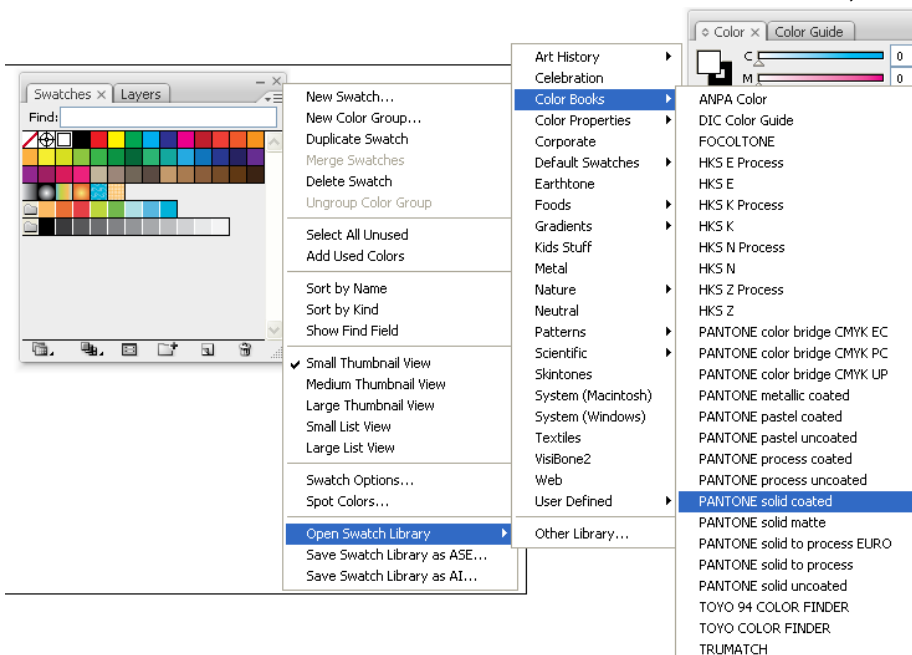 Swatches × Layers
Find:
New Swatch...
New Color Group...
Duplicate Swatch
Merge Swatches
Delete Swatch
Ungroup Color Group
Select All Unused
Add Used Colors
Sort by Name
Sort by Kind
Show Find Field
Small Thumbnail View
Medium Thumbnail View
Large Thumbnail View
Small List View
Large List View
Swatch Options...
Spot Colors...
Open Swatch Library
Save Swatch Library as ASE...
Save Swatch Library as AI...
Art History
Celebration
Color Books
Color Properties
Corporate
Default Swatches
Earthtone
Foods
Gradients
Kids Stuff
Metal
Nature
Neutral
Patterns
Scientific
Skintones
System (Macintosh)
System (Windows)
Textiles
VisiBone2
Web
User Defined
Other Library...
Color × Color Guide
C 0
M 0
ANPA Color
DIC Color Guide
FOCOLTONE
HKS E Process
HKS E
HKS K Process
HKS K
HKS N Process
HKS N
HKS Z Process
HKS Z
PANTONE color bridge CMYK EC
PANTONE color bridge CMYK PC
PANTONE color bridge CMYK UP
PANTONE metallic coated
PANTONE pastel coated
PANTONE pastel uncoated
PANTONE process coated
PANTONE process uncoated
PANTONE solid coated
PANTONE solid matte
PANTONE solid to process EURO
PANTONE solid to process
PANTONE solid uncoated
TOYO 94 COLOR FINDER
TOYO COLOR FINDER
TRUMATCH